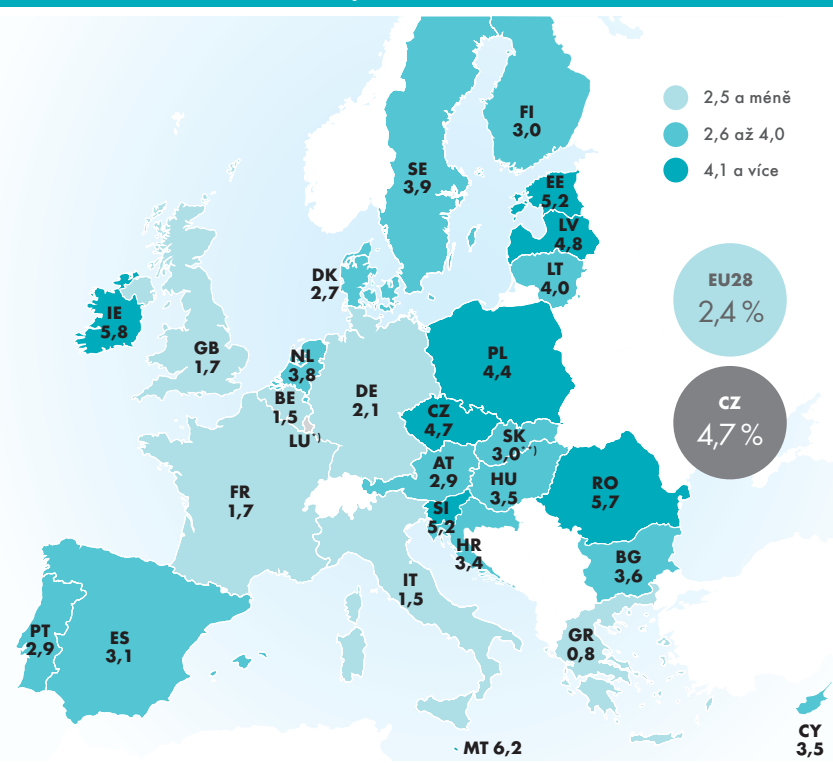 2,5 a méně
2,6 až 4,0
4,1 a více
FI
3,0
SE
3,9
EE
5,2
LV
4,8
LT
4,0
DK
2,7
EU28
2,4 %
IE
5,8
GB
1,7
NL
3,8
PL
4,4
BE
1,5
DE
2,1
LU*)
CZ
4,7
CZ
4,7 %
SK
3,0**)
AT
2,9
HU
3,5
RO
5,7
FR
1,7
SI
5,2
HR
3,4
BG
3,6
IT
1,5
PT
2,9
ES
3,1
GR
0,8
CY
3,5
MT 6,2